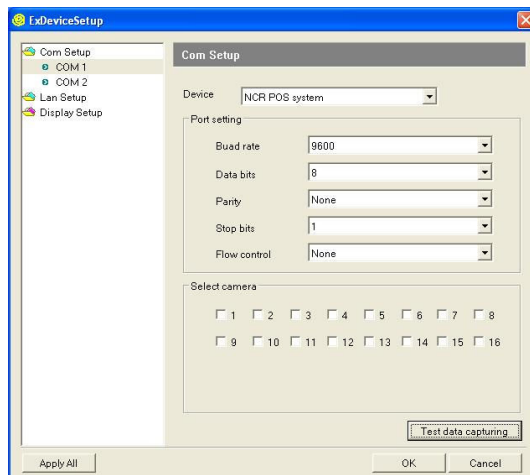 ExDeviceSetup
Com Setup
COM 1
COM 2
Lan Setup
Display Setup
Com Setup
Device NCR POS system
Port setting
Buad rate 9600
Data bits 8
Parity None
Stop bits 1
Flow control None
Select camera
1 2 3 4 5 6 7 8
9 10 11 12 13 14 15 16
Test data capturing
Apply All OK Cancel